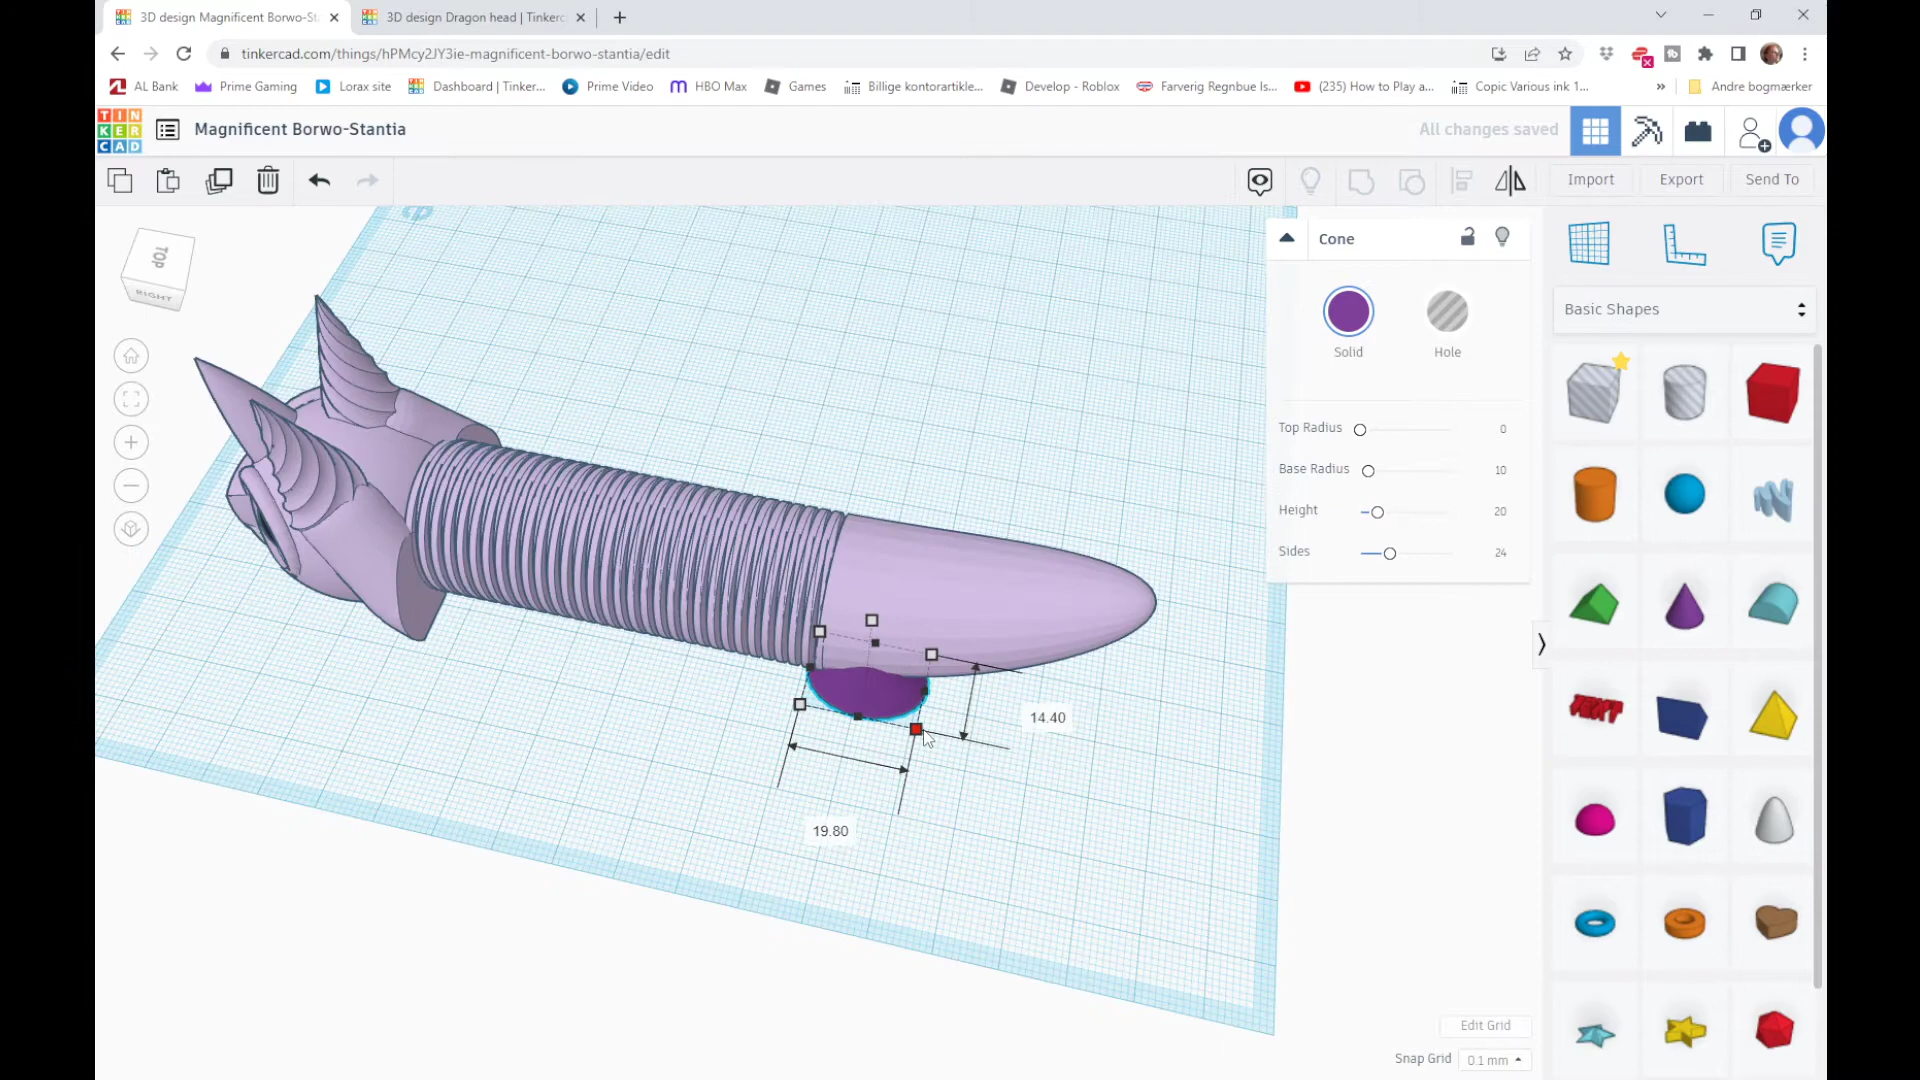 3D design Magnificent Borwo-St
3D design Dragon head | Tinkerc
tinkercad.com/things/hPMcy2JY3ie-magnificent-borwo-stantia/edit
AL Bank
Prime Gaming
Lorax site
Dashboard | Tinker...
Prime Video
HBO Max
Games
Billige kontorartikle...
Develop - Roblox
Farverig Regnbue Is...
(235) How to Play a...
Copic Various ink 1...
»
Andre bogmærker
TIN
KER
CAD
Magnificent Borwo-Stantia
All changes saved
Import
Export
Send To
TOP
RIGHT
Cone
Solid
Hole
Top Radius 0
Base Radius 10
Height 20
Sides 24
Basic Shapes
TEXT
14.40
19.80
Edit Grid
Snap Grid 0.1 mm